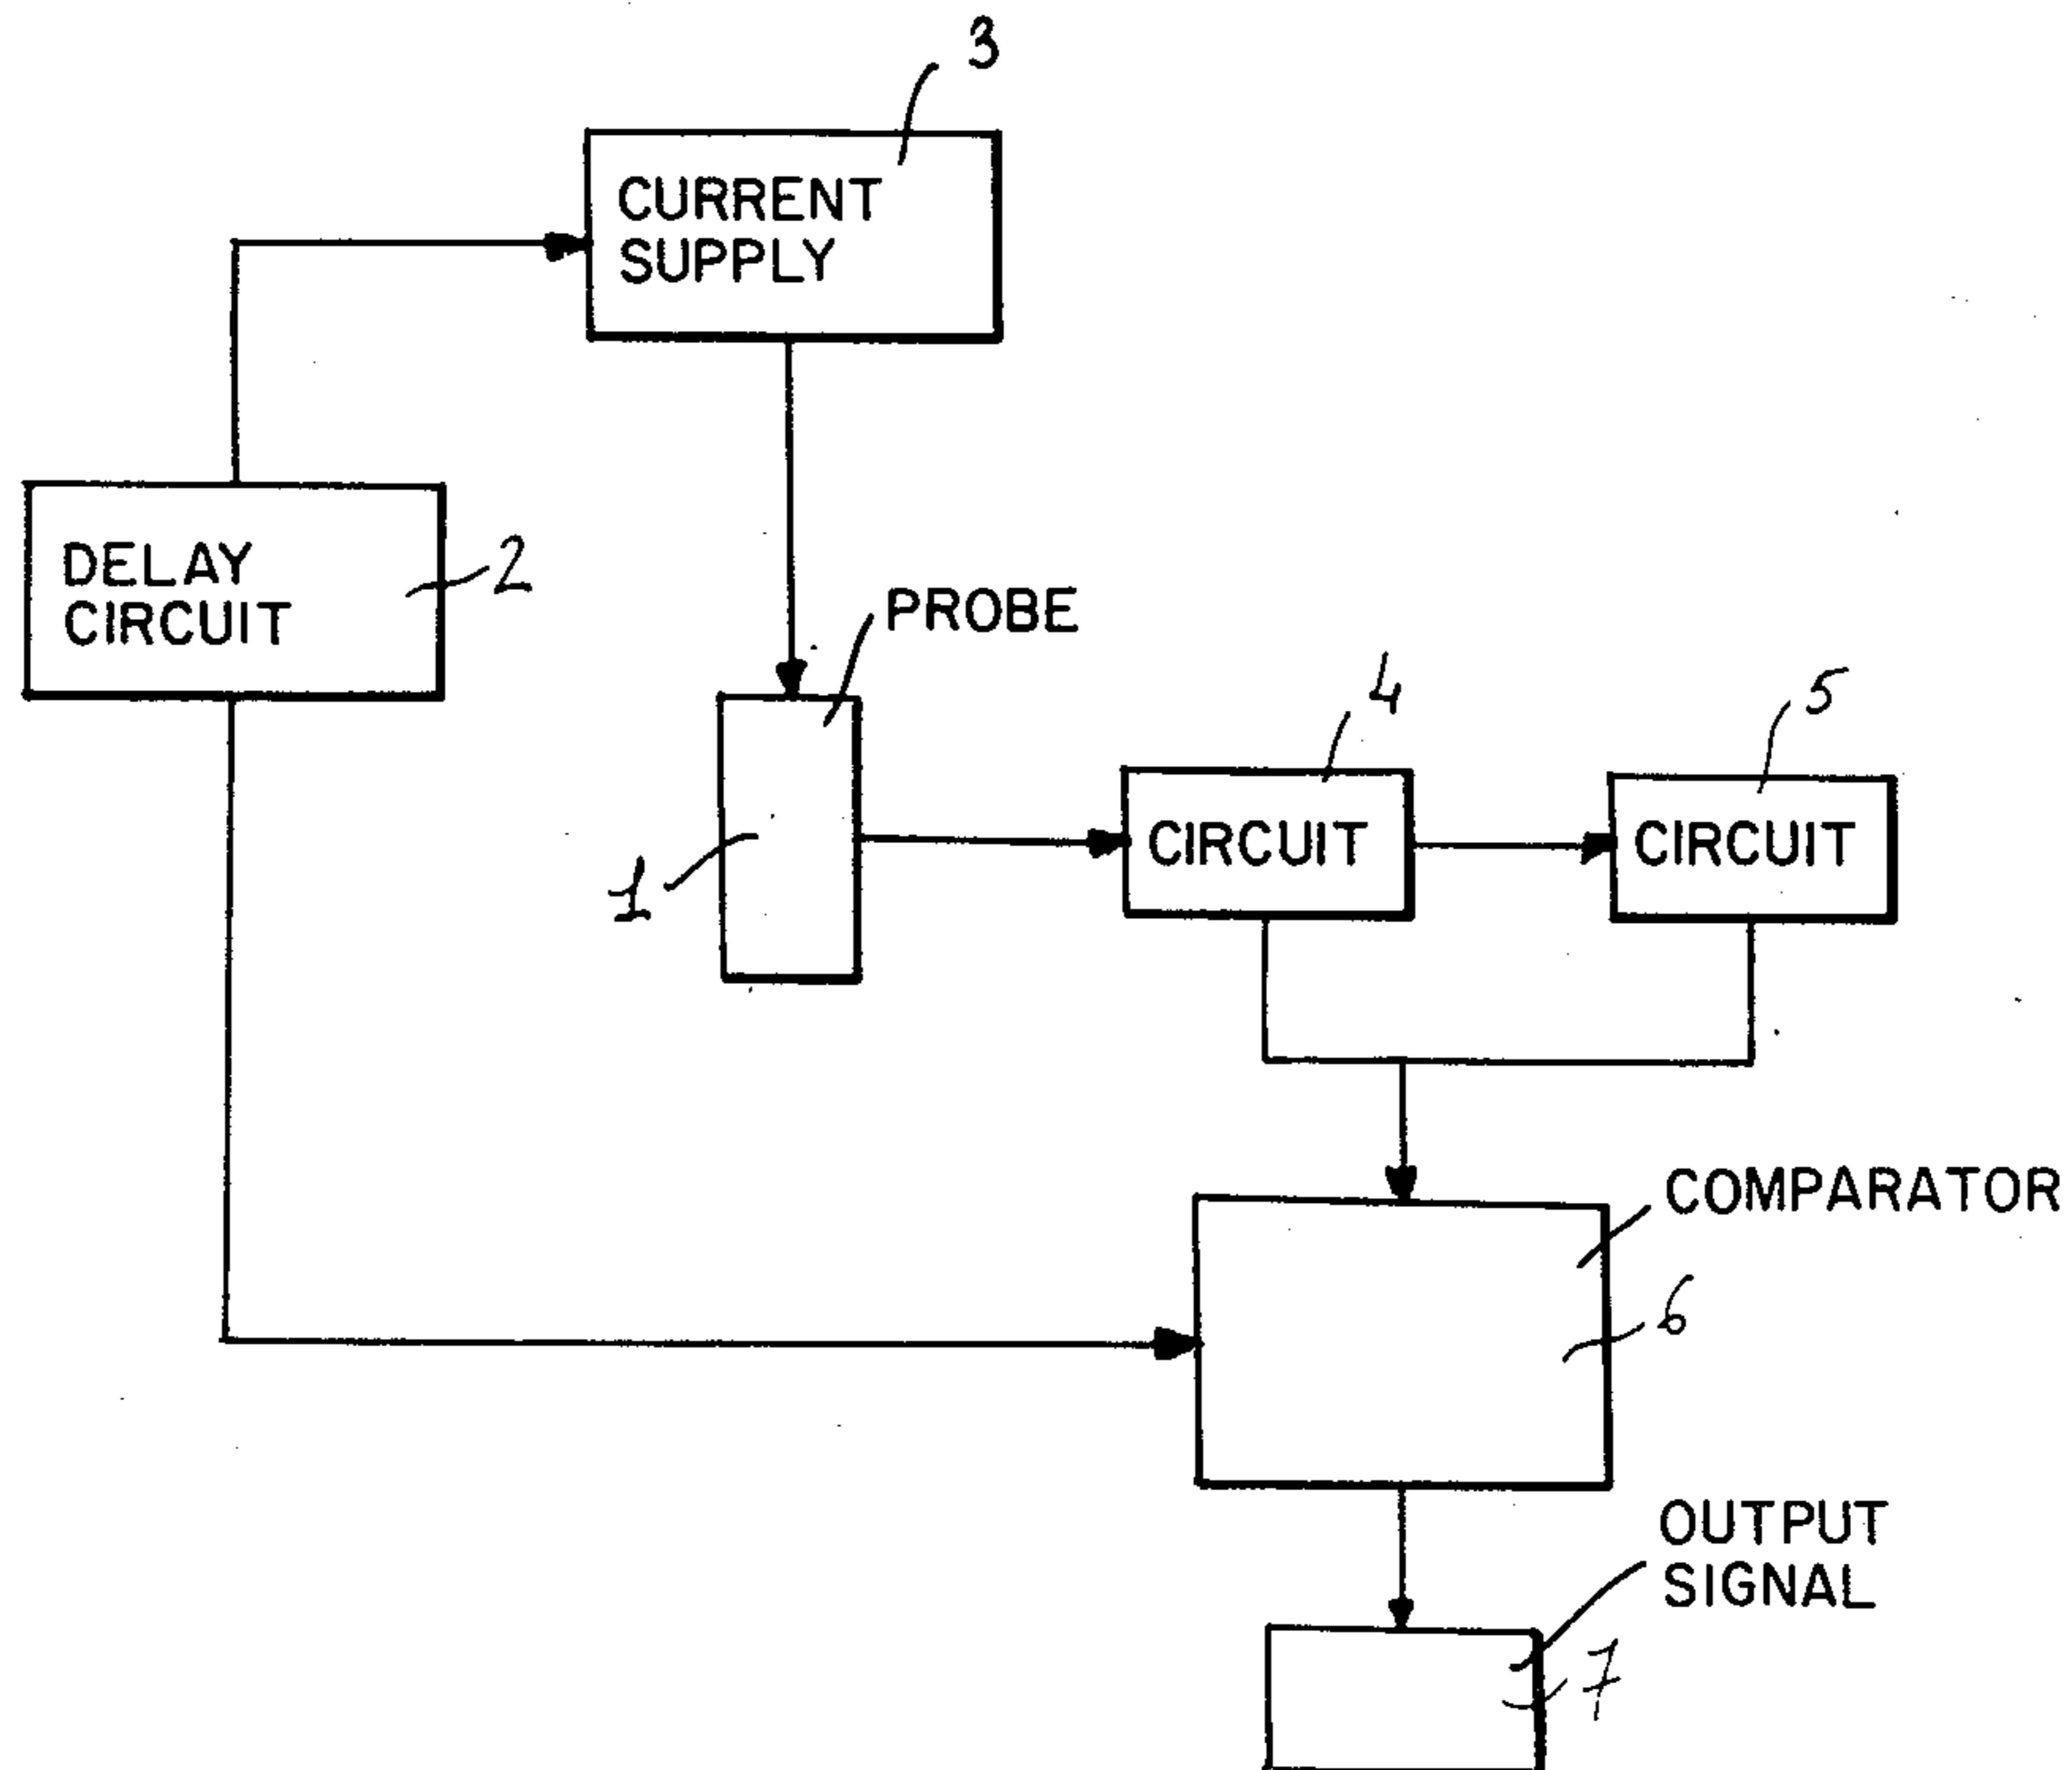 3
CURRENT
SUPPLY
DELAY
CIRCUIT
2
PROBE
4
5
1
CIRCUIT
CIRCUIT
COMPARATOR
6
OUTPUT
SIGNAL
7